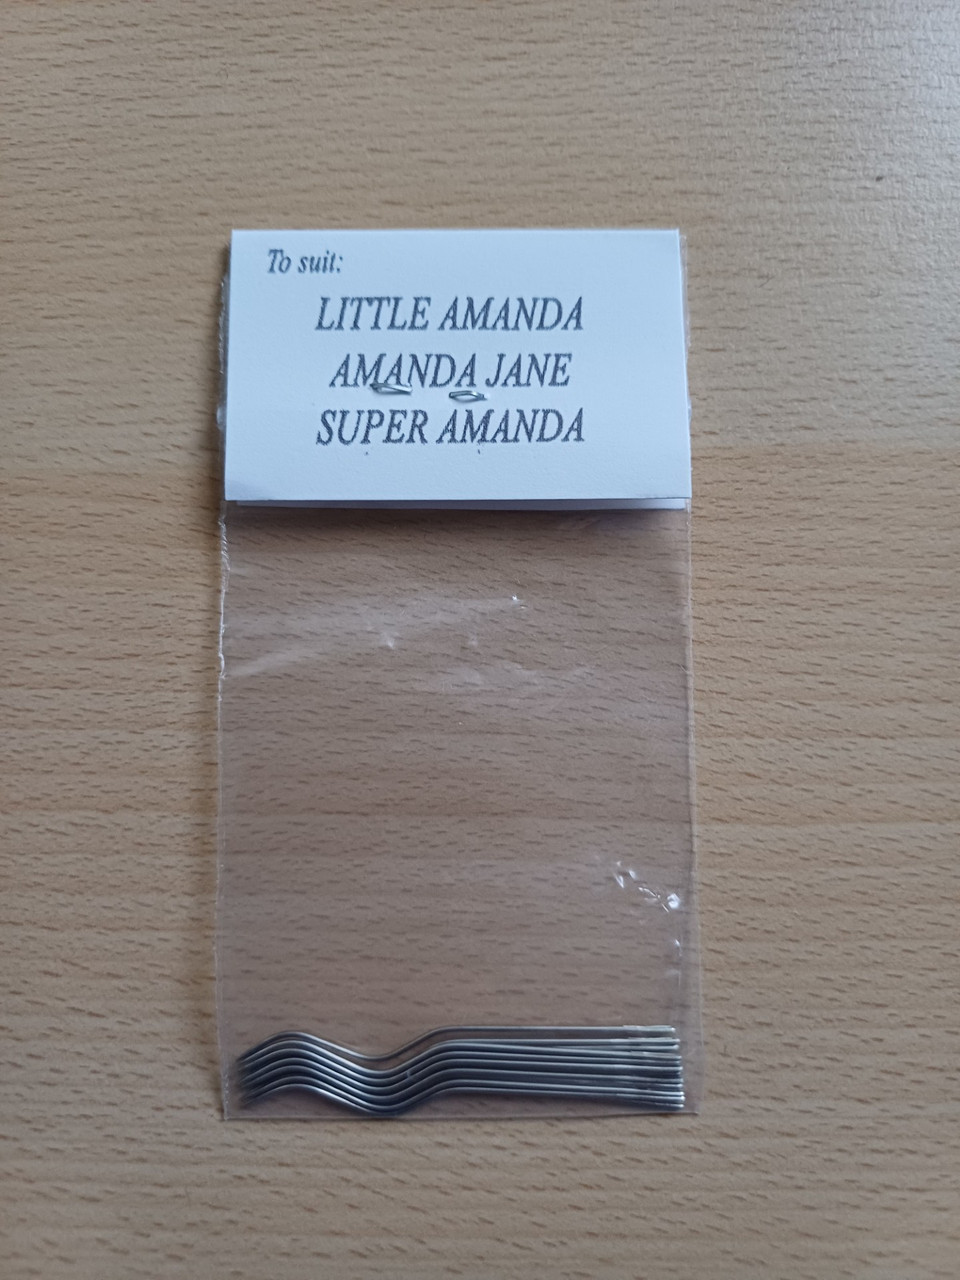 To suit:
LITTLE AMANDA
AMANDA JANE
SUPER AMANDA